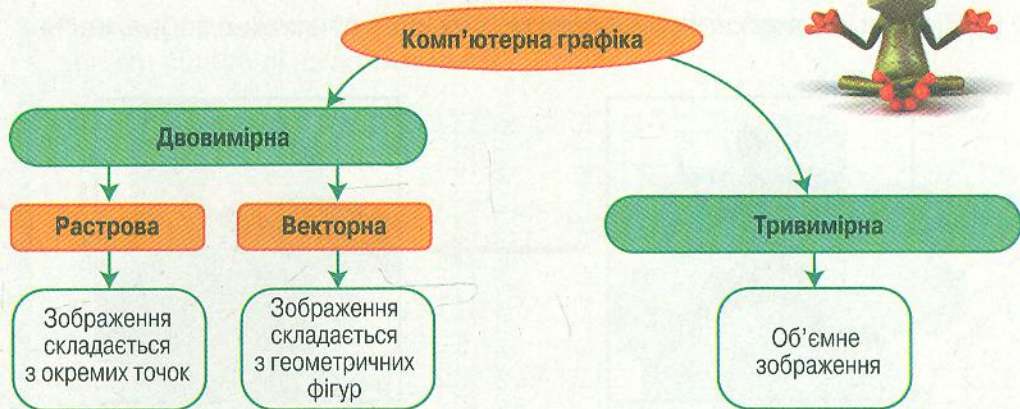 Комп’ютерна графіка
Двовимірна
Растрова
Векторна
Тривимірна
Зображення
складається
з окремих точок
Зображення
складається
з геометричних
фігур
Об’ємне
зображення